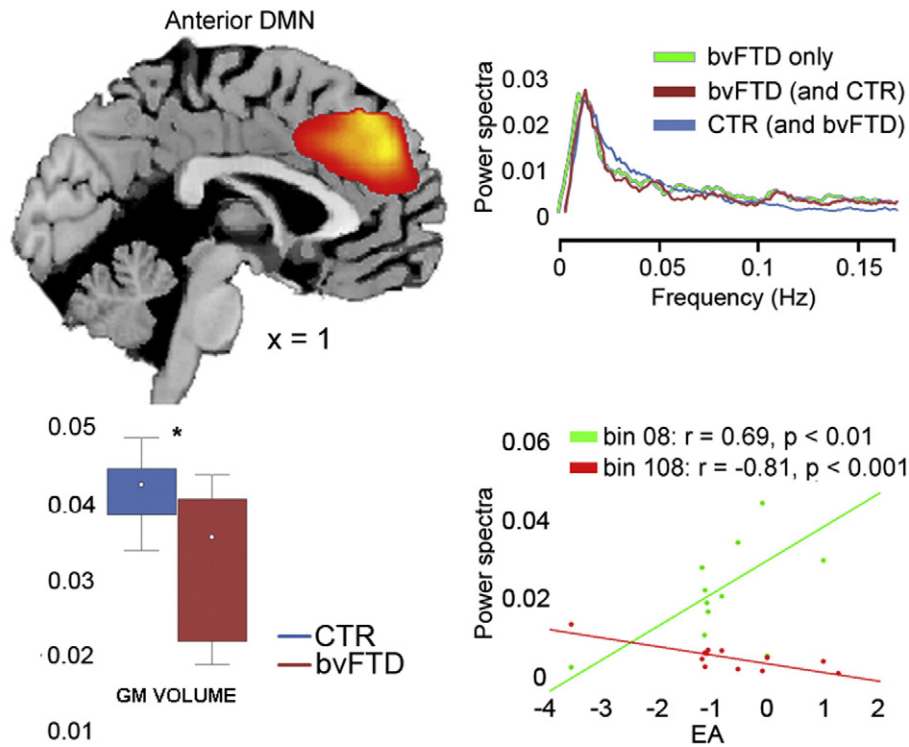 Anterior DMN
x = 1
bvFTD only
bvFTD (and CTR)
CTR (and bvFTD)
Power spectra
0.03
0.02
0.01
0
0 0.05 0.1 0.15
Frequency (Hz)
0.05
0.04
0.03
0.02
0.01
*
CTR
bvFTD
GM VOLUME
bin 08: r = 0.69, p < 0.01
bin 108: r = -0.81, p < 0.001
Power spectra
0.06
0.04
0.02
0
-4 -3 -2 -1 0 1 2
EA